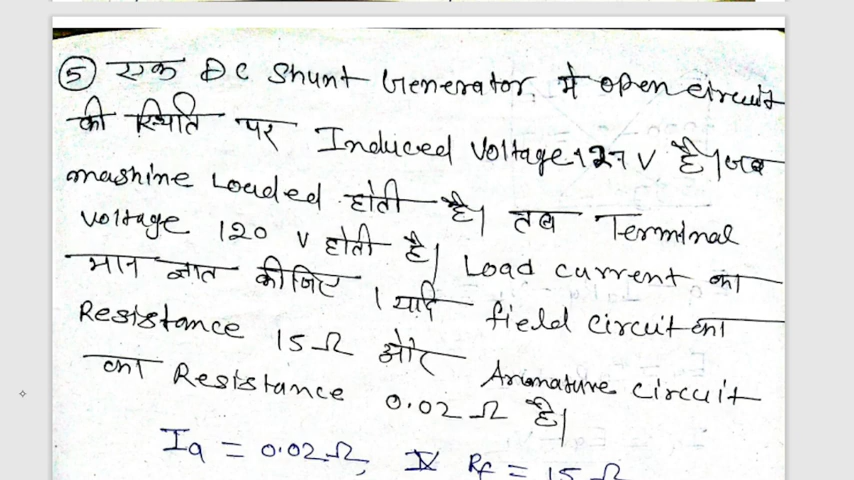 ⑤ एक DC Shunt Generator में open circuit
की स्थिति पर Induced Voltage 127 V है। जब
mashine Loaded होती है। तब Terminal
Voltage 120 V होती है। Load current का
मान ज्ञात कीजिए। यदि field circuit का
Resistance 15 Ω और Aramature circuit
का Resistance 0.02 Ω है।
Ia = 0.02 Ω, Rf = 15 Ω